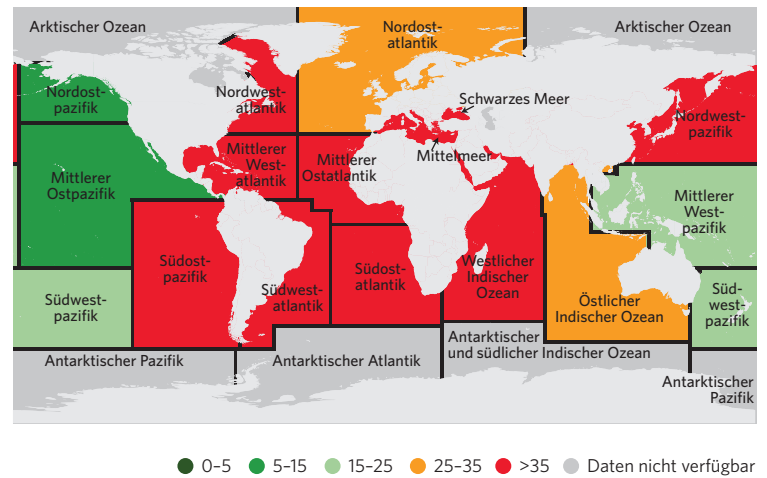 Arktischer Ozean
Nordost-
atlantik
Arktischer Ozean
Nordost-
pazifik
Nordwest-
atlantik
Schwarzes Meer
Nordwest-
pazifik
Mittelmeer
Mittlerer
West-
atlantik
Mittlerer
Ostatlantik
Mittlerer
Ostpazifik
Mittlerer
West-
pazifik
Südost-
pazifik
Südwest-
atlantik
Südost-
atlantik
Westlicher
Indischer
Ozean
Südwest-
pazifik
Östlicher
Indischer Ozean
Süd-
west-
pazifik
Antarktischer Pazifik
Antarktischer Atlantik
Antarktischer
und südlicher Indischer Ozean
Antarktischer
Pazifik
0–5 5–15 15–25 25–35 >35 Daten nicht verfügbar